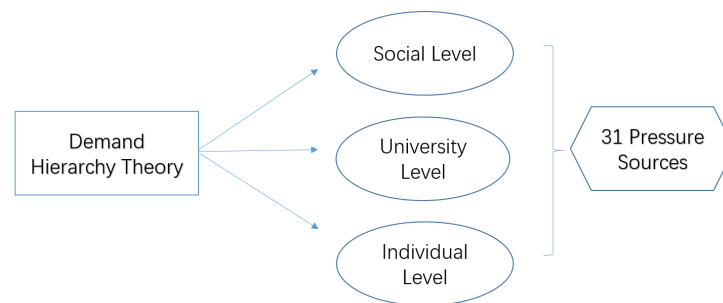 Demand
Hierarchy Theory
Social Level
University
Level
Individual
Level
31 Pressure
Sources